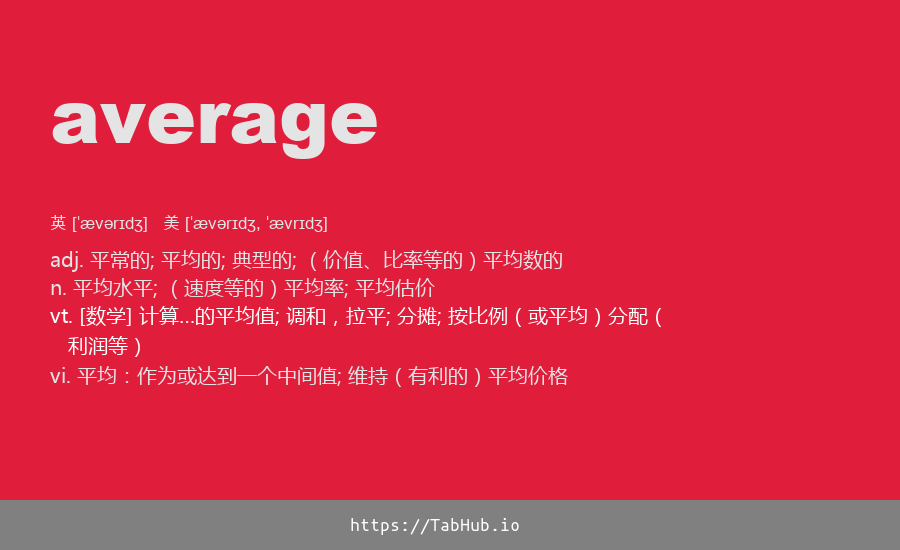 average
英 [ˈævərɪdʒ] 美 [ˈævərɪdʒ, ˈævrɪdʒ]
adj. 平常的; 平均的; 典型的; （价值、比率等的）平均数的
n. 平均水平; （速度等的）平均率; 平均估价
vt. [数学] 计算…的平均值; 调和，拉平; 分摊; 按比例（或平均）分配（
利润等）
vi. 平均：作为或达到一个中间值; 维持（有利的）平均价格
https://TabHub.io